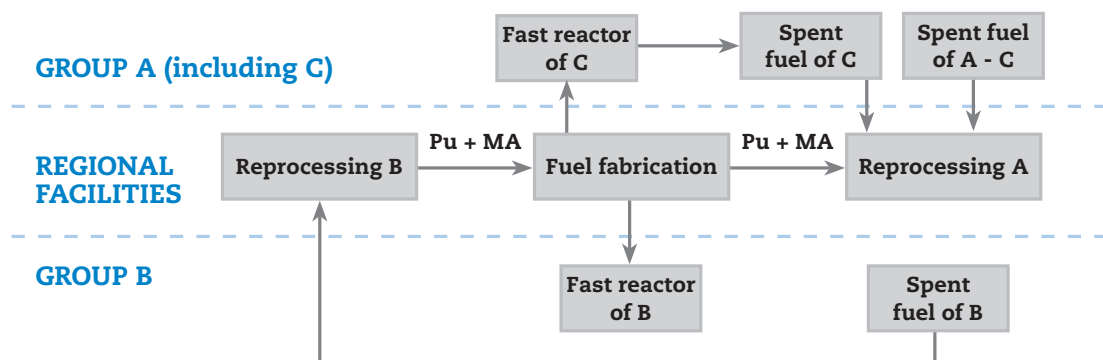 Fast reactor
of C
Spent
fuel of C
Spent fuel
of A - C
GROUP A (including C)
Pu + MA
Pu + MA
REGIONAL
FACILITIES
Reprocessing B
Fuel fabrication
Reprocessing A
GROUP B
Fast reactor
of B
Spent
fuel of B